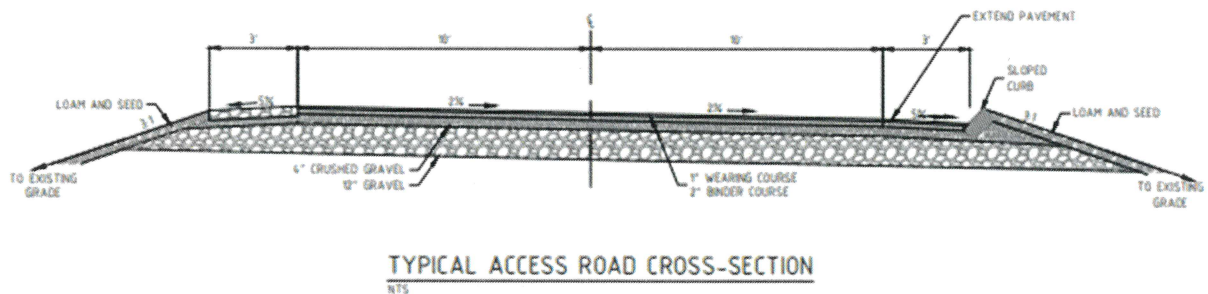 ℄
EXTEND PAVEMENT
3'
10'
10'
3'
SLOPED
CURB
LOAM AND SEED
3:1
5%
2%
2%
5%
3:1
LOAM AND SEED
TO EXISTING
GRADE
4" CRUSHED GRAVEL
12" GRAVEL
1" WEARING COURSE
2" BINDER COURSE
TO EXISTING
GRADE
TYPICAL ACCESS ROAD CROSS-SECTION
NTS